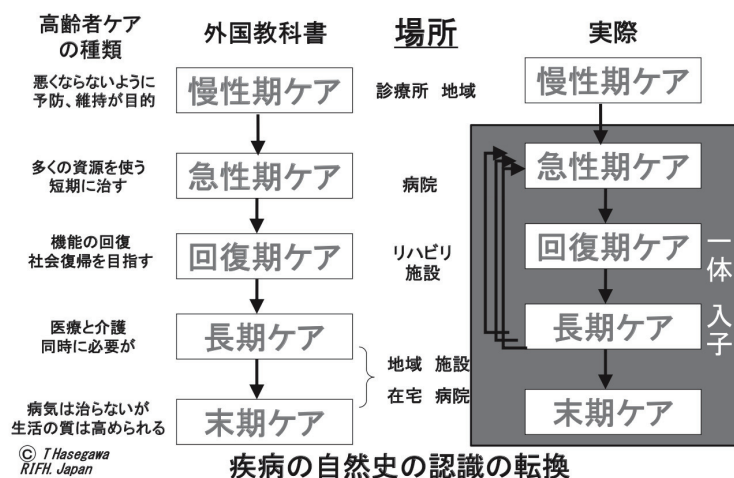 高齢者ケア
の種類
外国教科書
場所
実際
悪くならないように
予防、維持が目的
慢性期ケア
診療所 地域
慢性期ケア
多くの資源を使う
短期に治す
急性期ケア
病院
急性期ケア
機能の回復
社会復帰を目指す
回復期ケア
リハビリ
施設
回復期ケア
一体 入子
医療と介護
同時に必要が
長期ケア
地域 施設
在宅 病院
長期ケア
病気は治らないが
生活の質は高められる
末期ケア
末期ケア
© T Hasegawa
RIFH. Japan
疾病の自然史の認識の転換